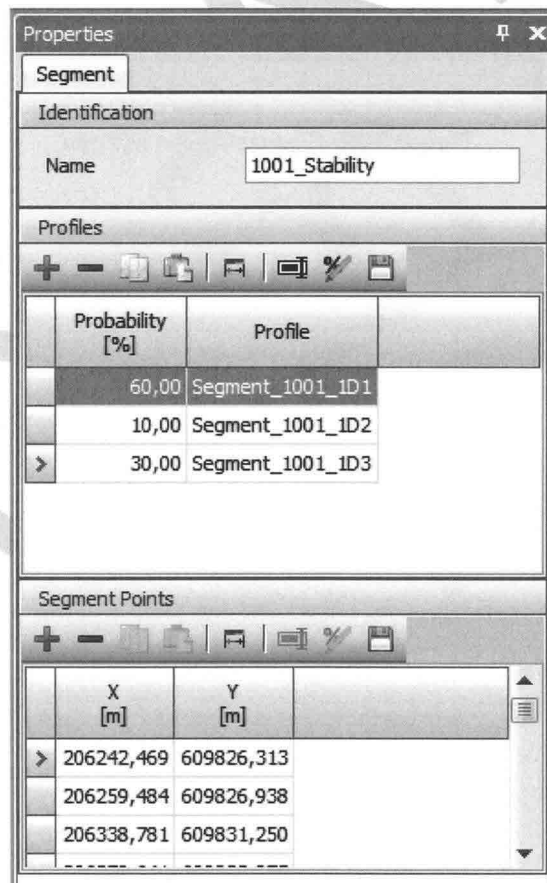 Properties
Segment
Identification
Name 1001_Stability
Profiles
Probability [%] Profile
60,00 Segment_1001_1D1
10,00 Segment_1001_1D2
30,00 Segment_1001_1D3
Segment Points
X [m] Y [m]
206242,469 609826,313
206259,484 609826,938
206338,781 609831,250